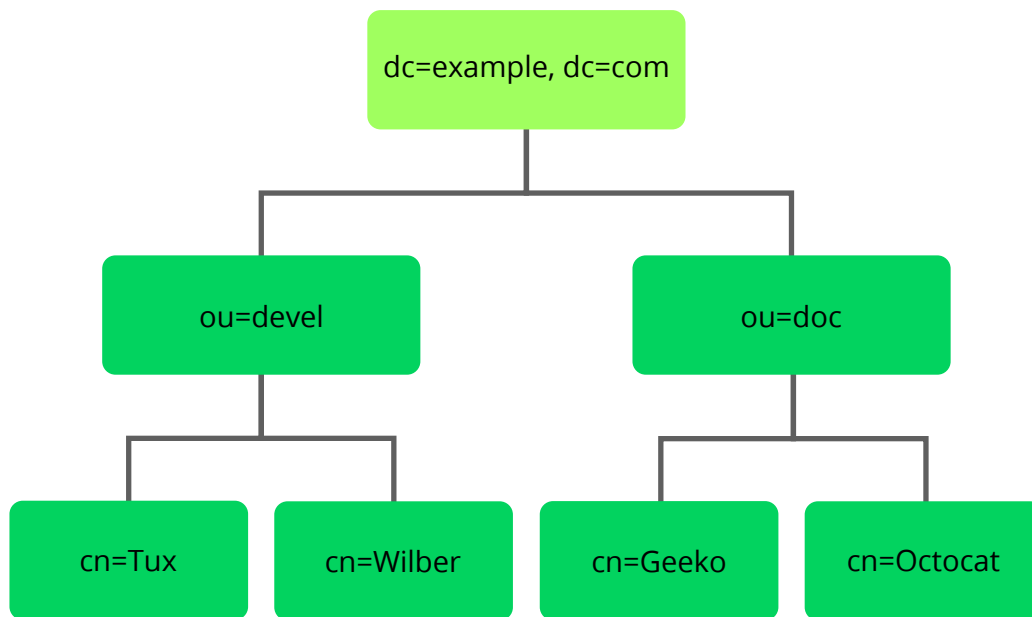 dc=example, dc=com
ou=devel
ou=doc
cn=Tux
cn=Wilber
cn=Geeko
cn=Octocat